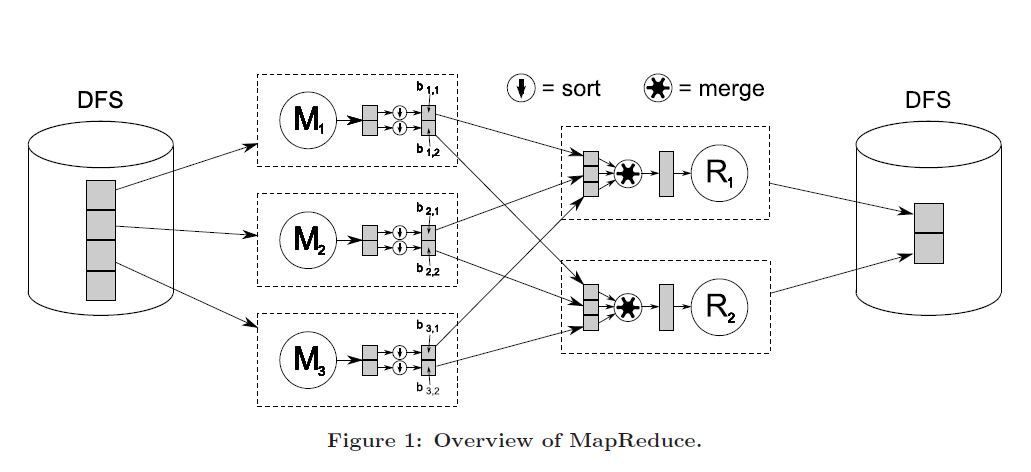 DFS
b 1,1
M1
b 1,2
b 2,1
M2
b 2,2
b 3,1
M3
b 3,2
= sort
= merge
R1
R2
DFS
Figure 1: Overview of MapReduce.